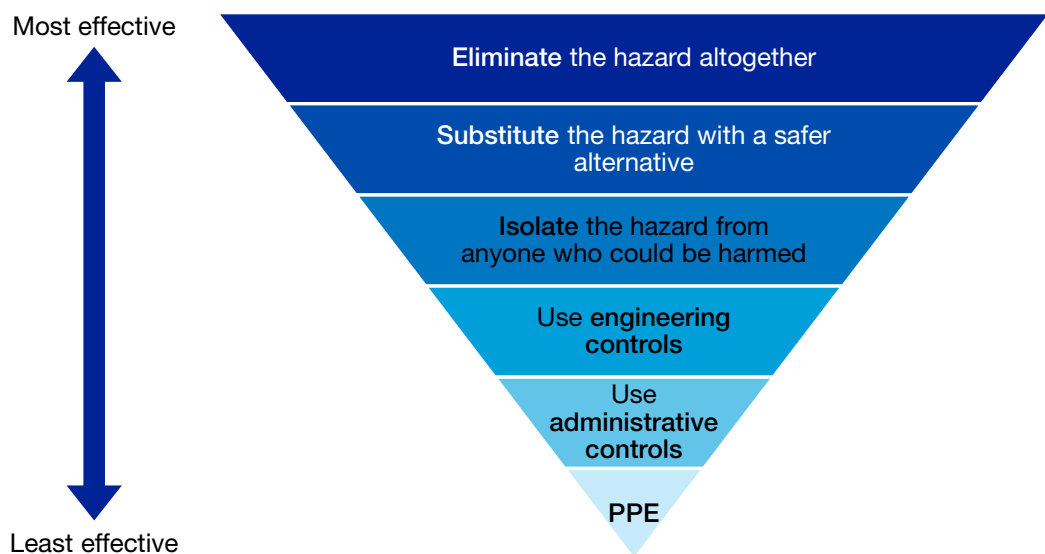 Most effective
Eliminate the hazard altogether
Substitute the hazard with a safer
alternative
Isolate the hazard from
anyone who could be harmed
Use engineering
controls
Use
administrative
controls
PPE
Least effective